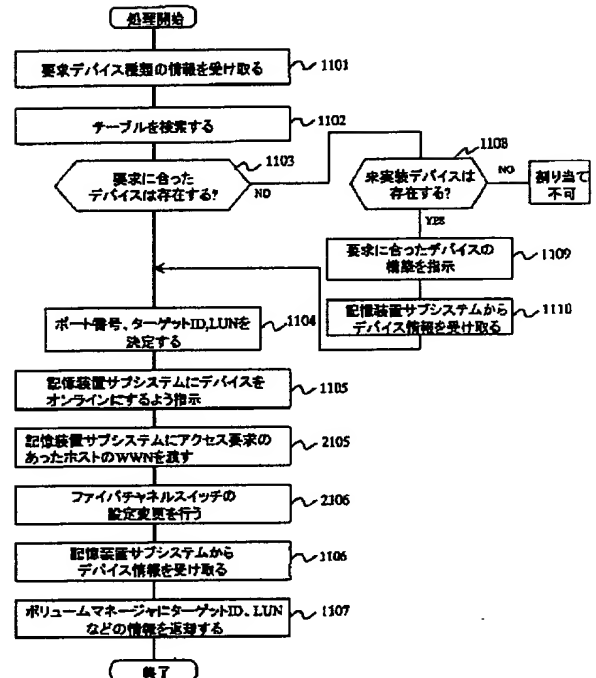 処理開始
要求デバイス種類の情報を受け取る
1101
テーブルを検索する
1102
要求に合った
デバイスは存在する?
1103
NO
未実装デバイスは
存在する?
1108
NO
割り当て
不可
YES
要求に合ったデバイスの
構築を指示
1109
記憶装置サブシステムから
デバイス情報を受け取る
1110
ポート番号、ターゲットID,LUNを
決定する
1104
記憶装置サブシステムにデバイスを
オンラインにするよう指示
1105
記憶装置サブシステムにアクセス要求の
あったホストのWWNを渡す
2105
ファイバチャネルスイッチの
設定変更を行う
2106
記憶装置サブシステムから
デバイス情報を受け取る
1106
ボリュームマネージャにターゲットID、LUN
などの情報を返却する
1107
終了